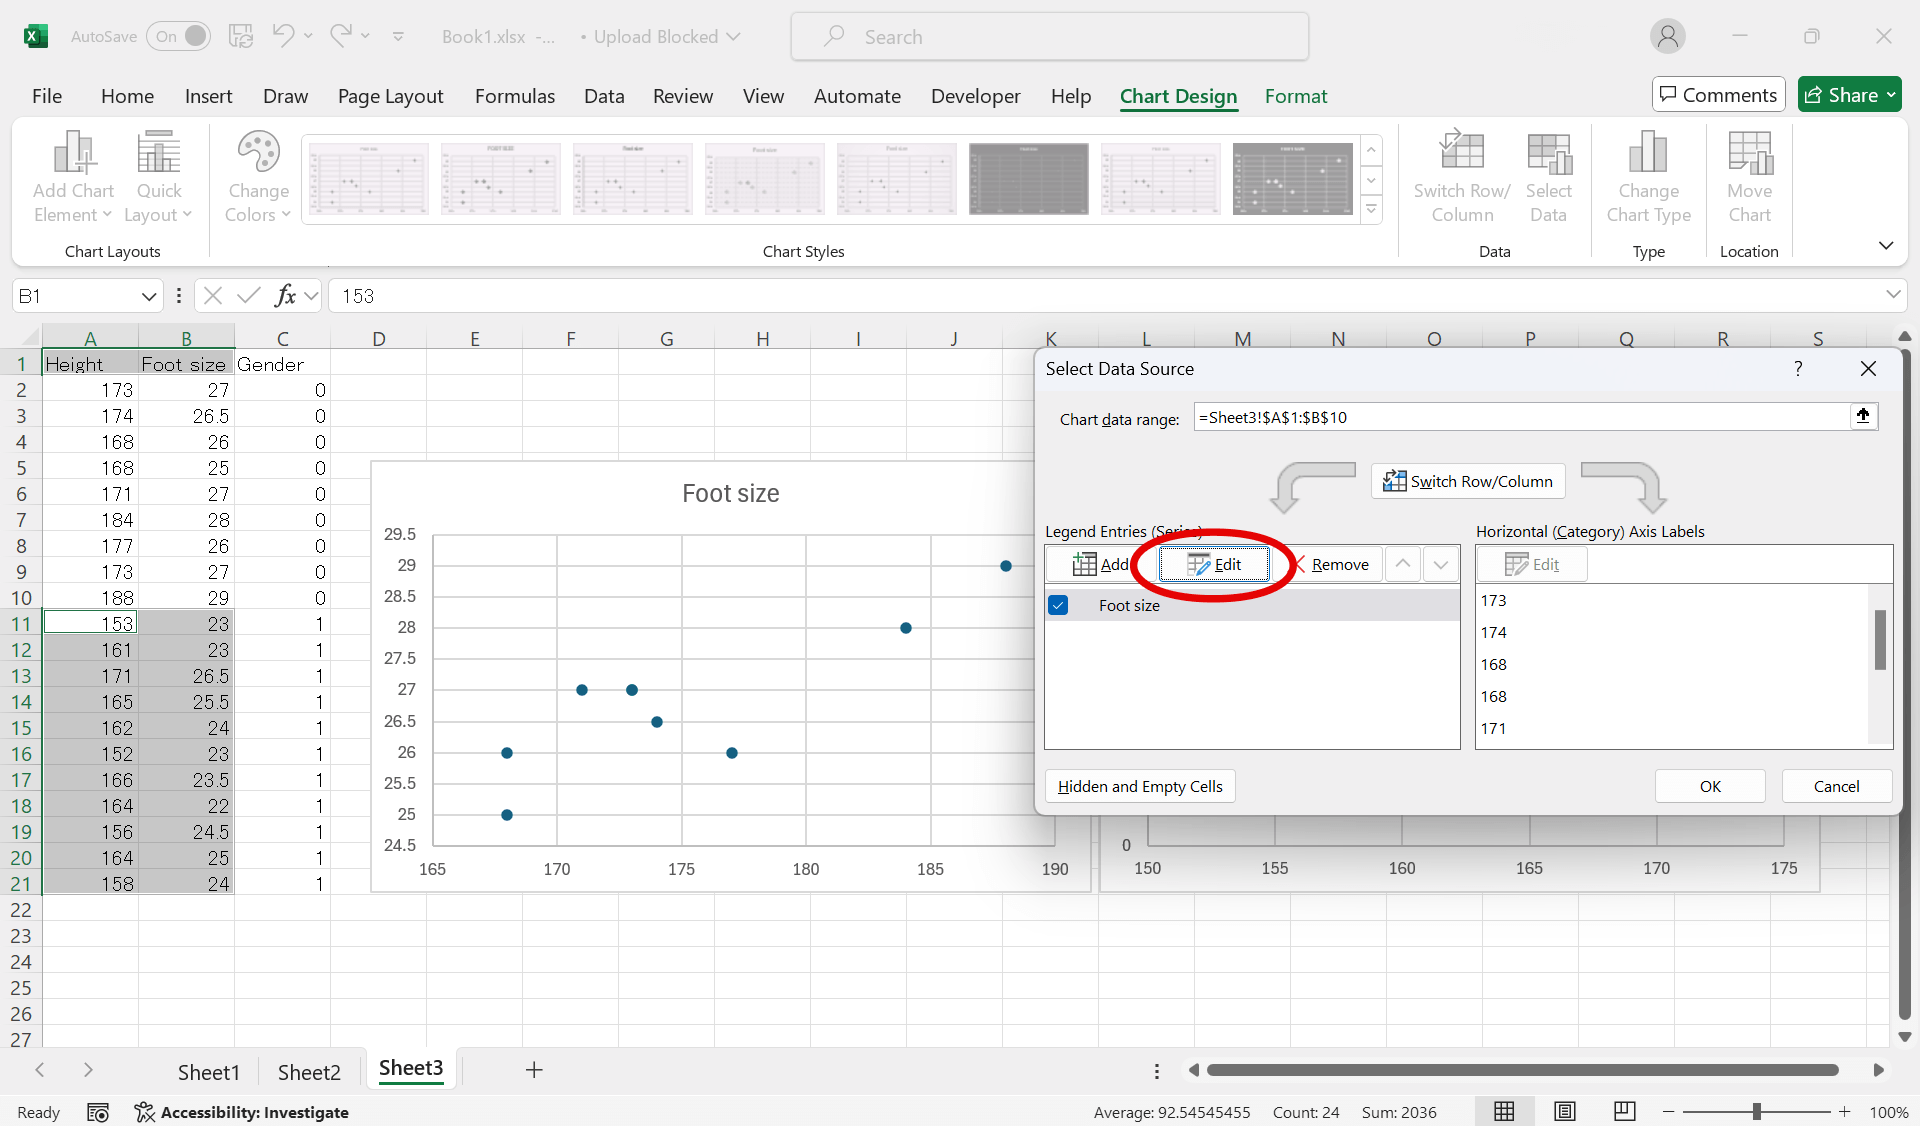 AutoSave On Book1.xlsx -... • Upload Blocked Search
File Home Insert Draw Page Layout Formulas Data Review View Automate Developer Help Chart Design Format Comments Share
Add Chart Element
Quick Layout
Chart Layouts
Change Colors
Chart Styles
Switch Row/ Column
Select Data
Data
Change Chart Type
Type
Move Chart
Location
B1 fx 153
A B C D E F G H I J K L M N O P Q R S
1 Height Foot size Gender
2 173 27 0
3 174 26.5 0
4 168 26 0
5 168 25 0
6 171 27 0
7 184 28 0
8 177 26 0
9 173 27 0
10 188 29 0
11 153 23 1
12 161 23 1
13 171 26.5 1
14 165 25.5 1
15 162 24 1
16 152 23 1
17 166 23.5 1
18 164 22 1
19 156 24.5 1
20 164 25 1
21 158 24 1
22
23
24
25
26
27
Foot size
29.5
29
28.5
28
27.5
27
26.5
26
25.5
25
24.5
165 170 175 180 185 190
0
150 155 160 165 170 175
Select Data Source ?
Chart data range: =Sheet3!$A$1:$B$10
Switch Row/Column
Legend Entries (Series)
Add Edit Remove
Foot size
Horizontal (Category) Axis Labels
Edit
173
174
168
168
171
Hidden and Empty Cells OK Cancel
Sheet1 Sheet2 Sheet3
Ready Accessibility: Investigate Average: 92.54545455 Count: 24 Sum: 2036 100%